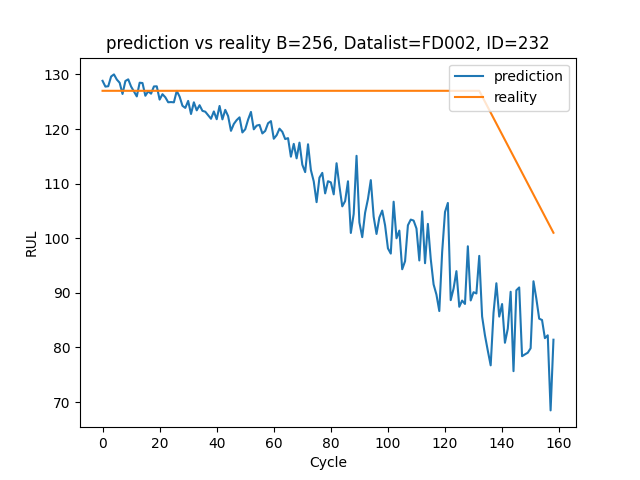 prediction vs reality B=256, Datalist=FD002, ID=232
prediction
reality
RUL
130
120
110
100
90
80
70
0 20 40 60 80 100 120 140 160
Cycle